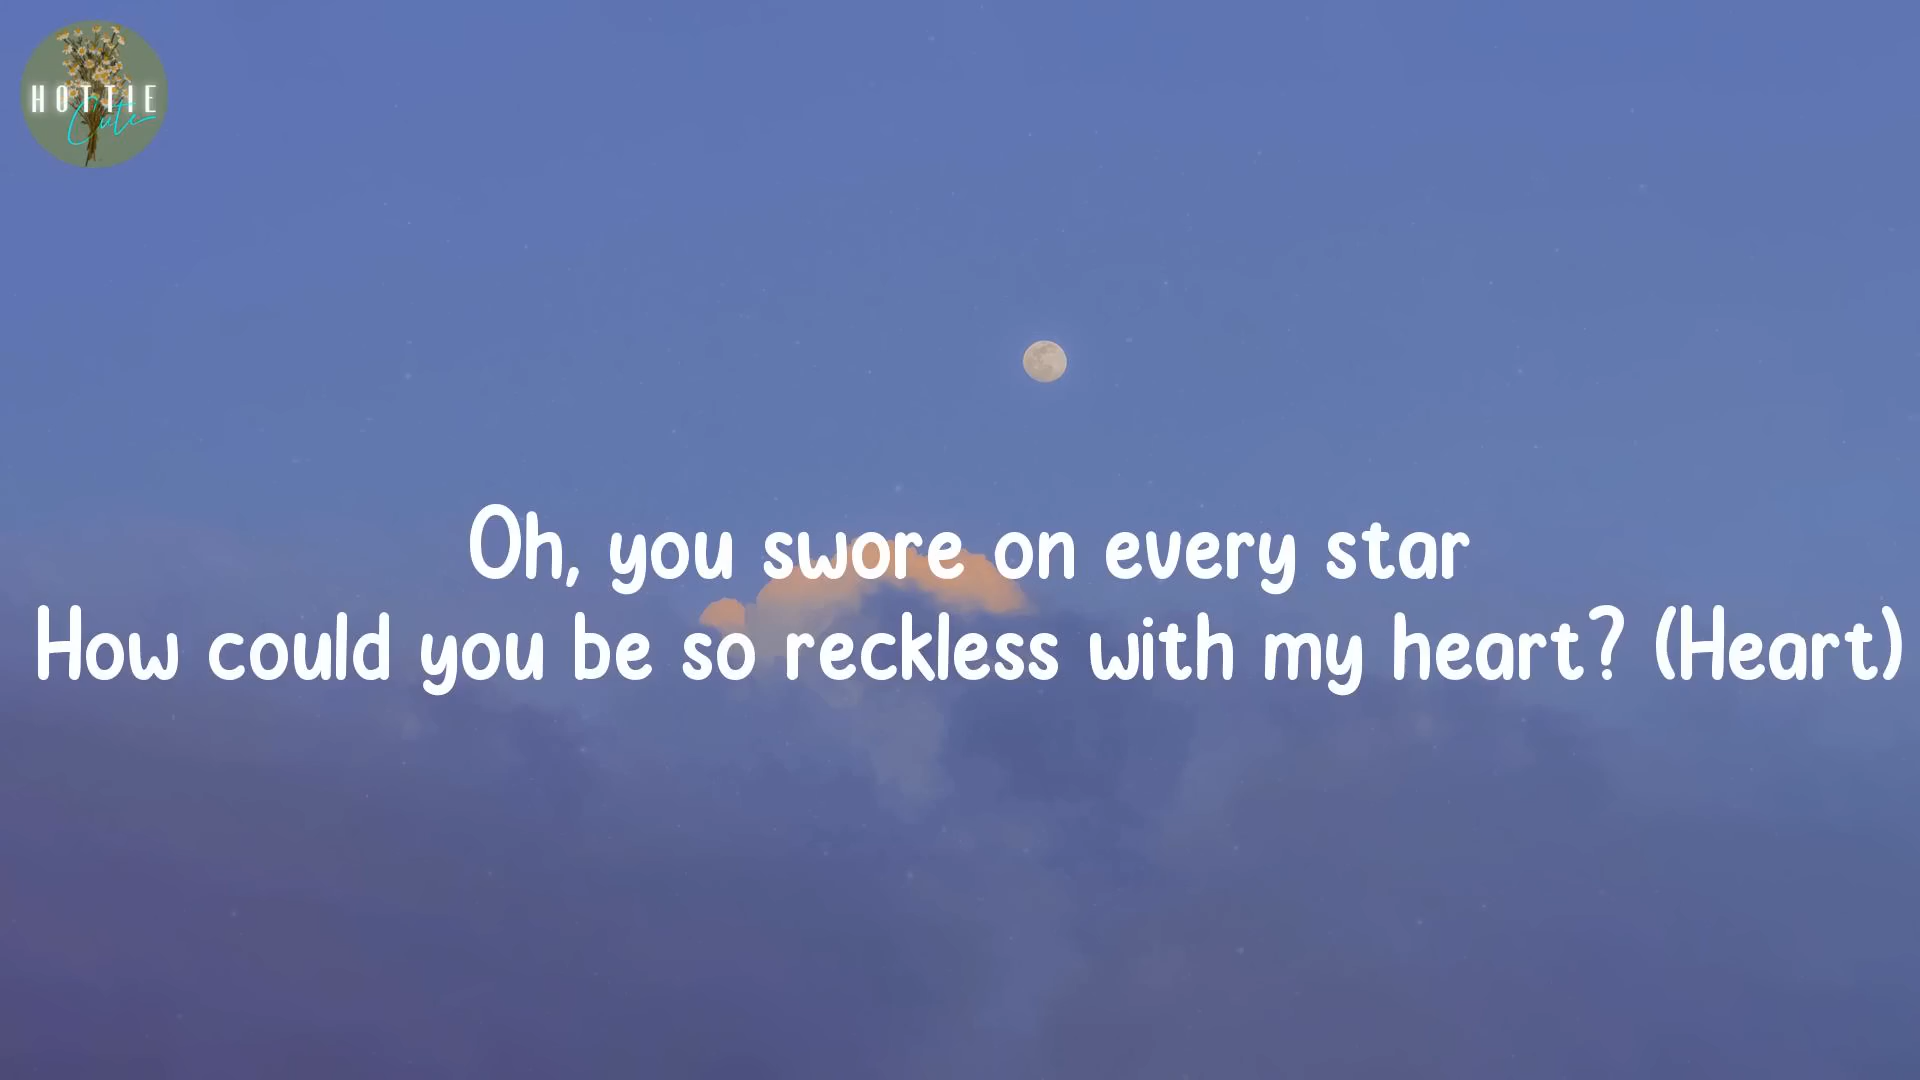 HOTTIE
Cute
Oh, you swore on every star
How could you be so reckless with my heart? (Heart)